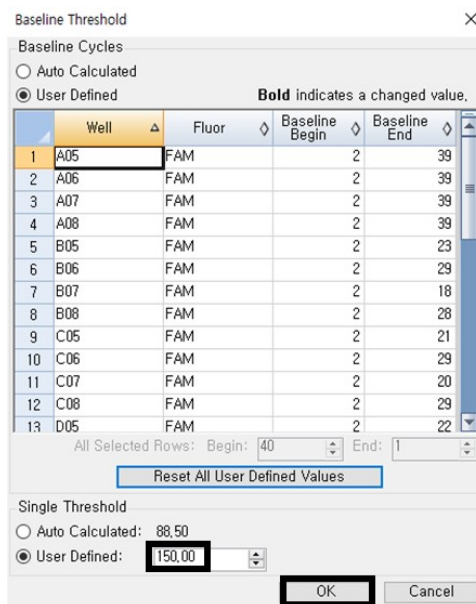 Baseline Threshold
Baseline Cycles
Auto Calculated
User Defined
Bold indicates a changed value.
Well Fluor Baseline Begin Baseline End
1 A05 FAM 2 39
2 A06 FAM 2 39
3 A07 FAM 2 39
4 A08 FAM 2 39
5 B05 FAM 2 23
6 B06 FAM 2 29
7 B07 FAM 2 18
8 B08 FAM 2 28
9 C05 FAM 2 21
10 C06 FAM 2 29
11 C07 FAM 2 20
12 C08 FAM 2 29
13 D05 FAM 2 22
All Selected Rows: Begin: 40 End: 1
Reset All User Defined Values
Single Threshold
Auto Calculated: 88,50
User Defined: 150,00
OK Cancel